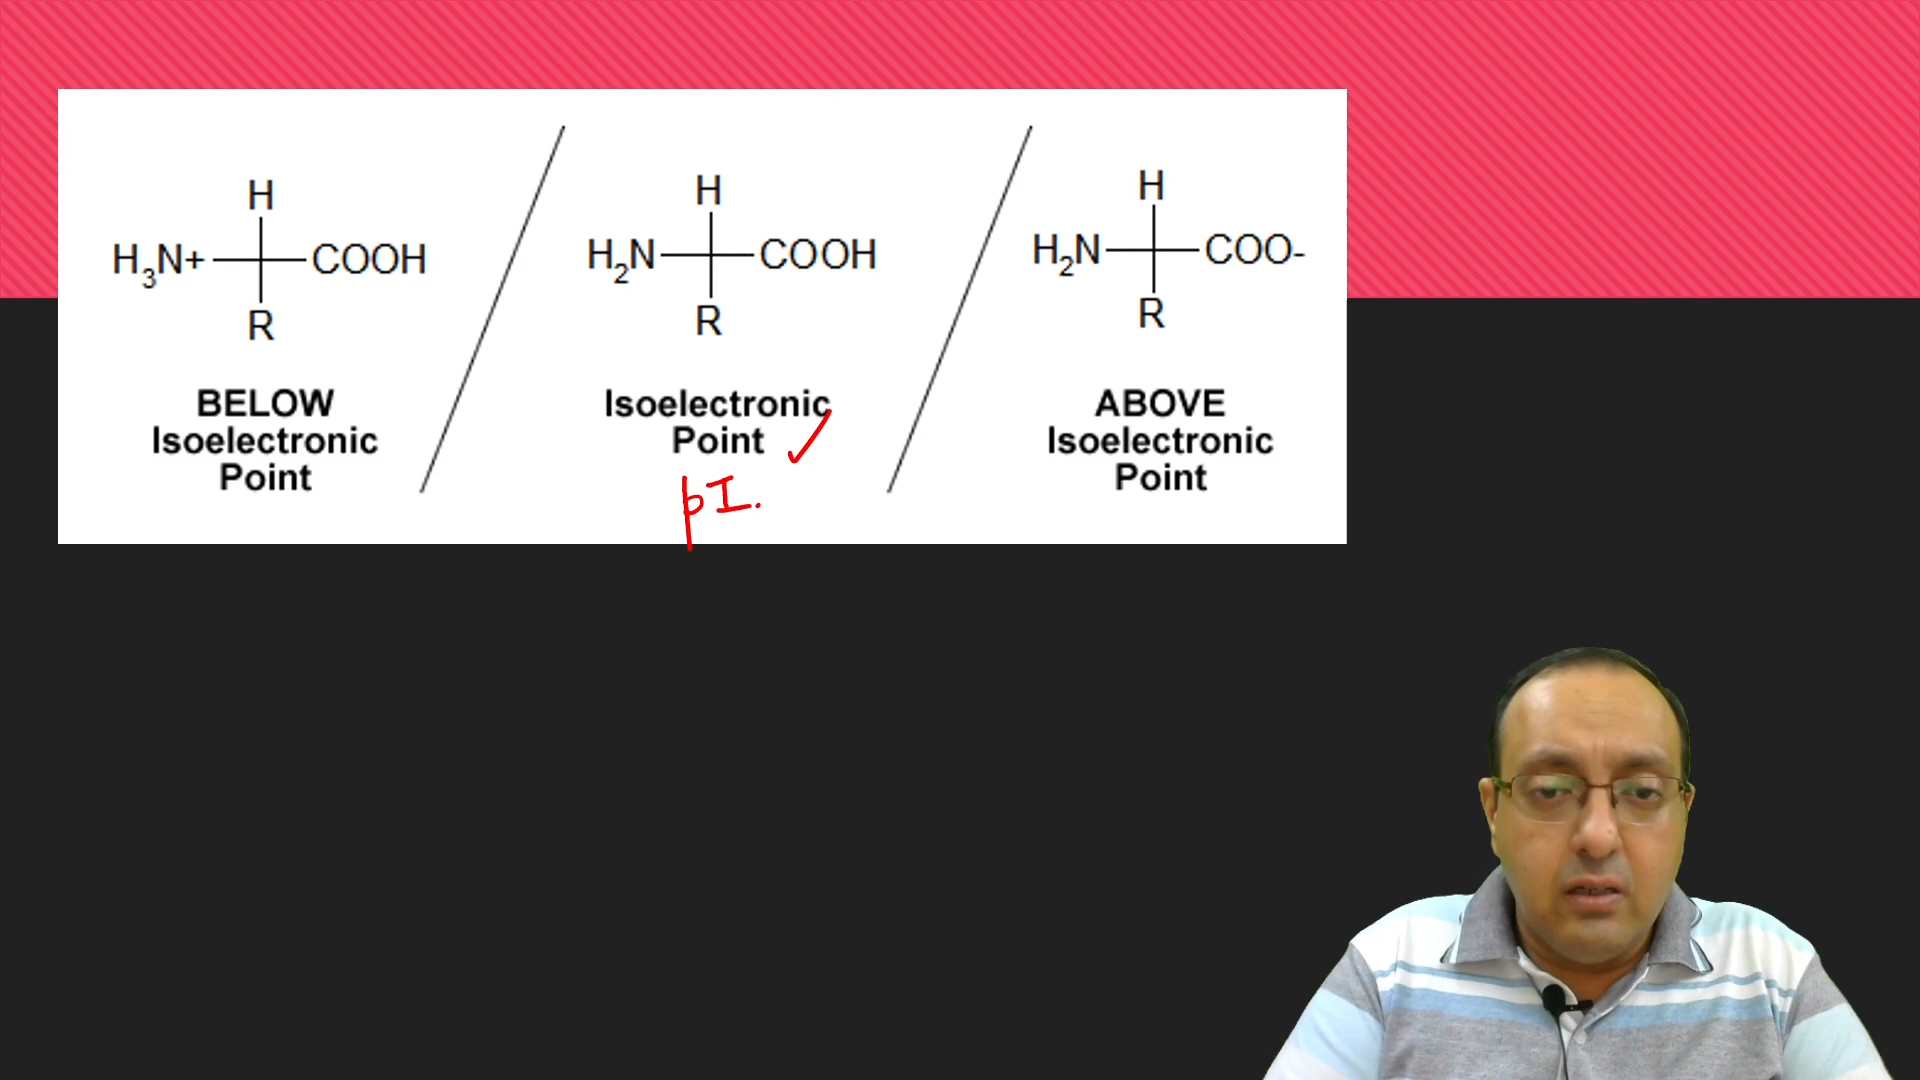 H
H₃N+ COOH
R
BELOW
Isoelectronic
Point
H
H₂N COOH
R
Isoelectronic
Point
pI.
H
H₂N COO-
R
ABOVE
Isoelectronic
Point